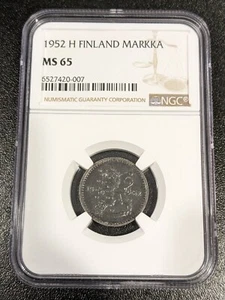 1952 H FINLAND MARKKA
MS 65
6527420-007
NUMISMATIC GUARANTY CORPORATION
NGC